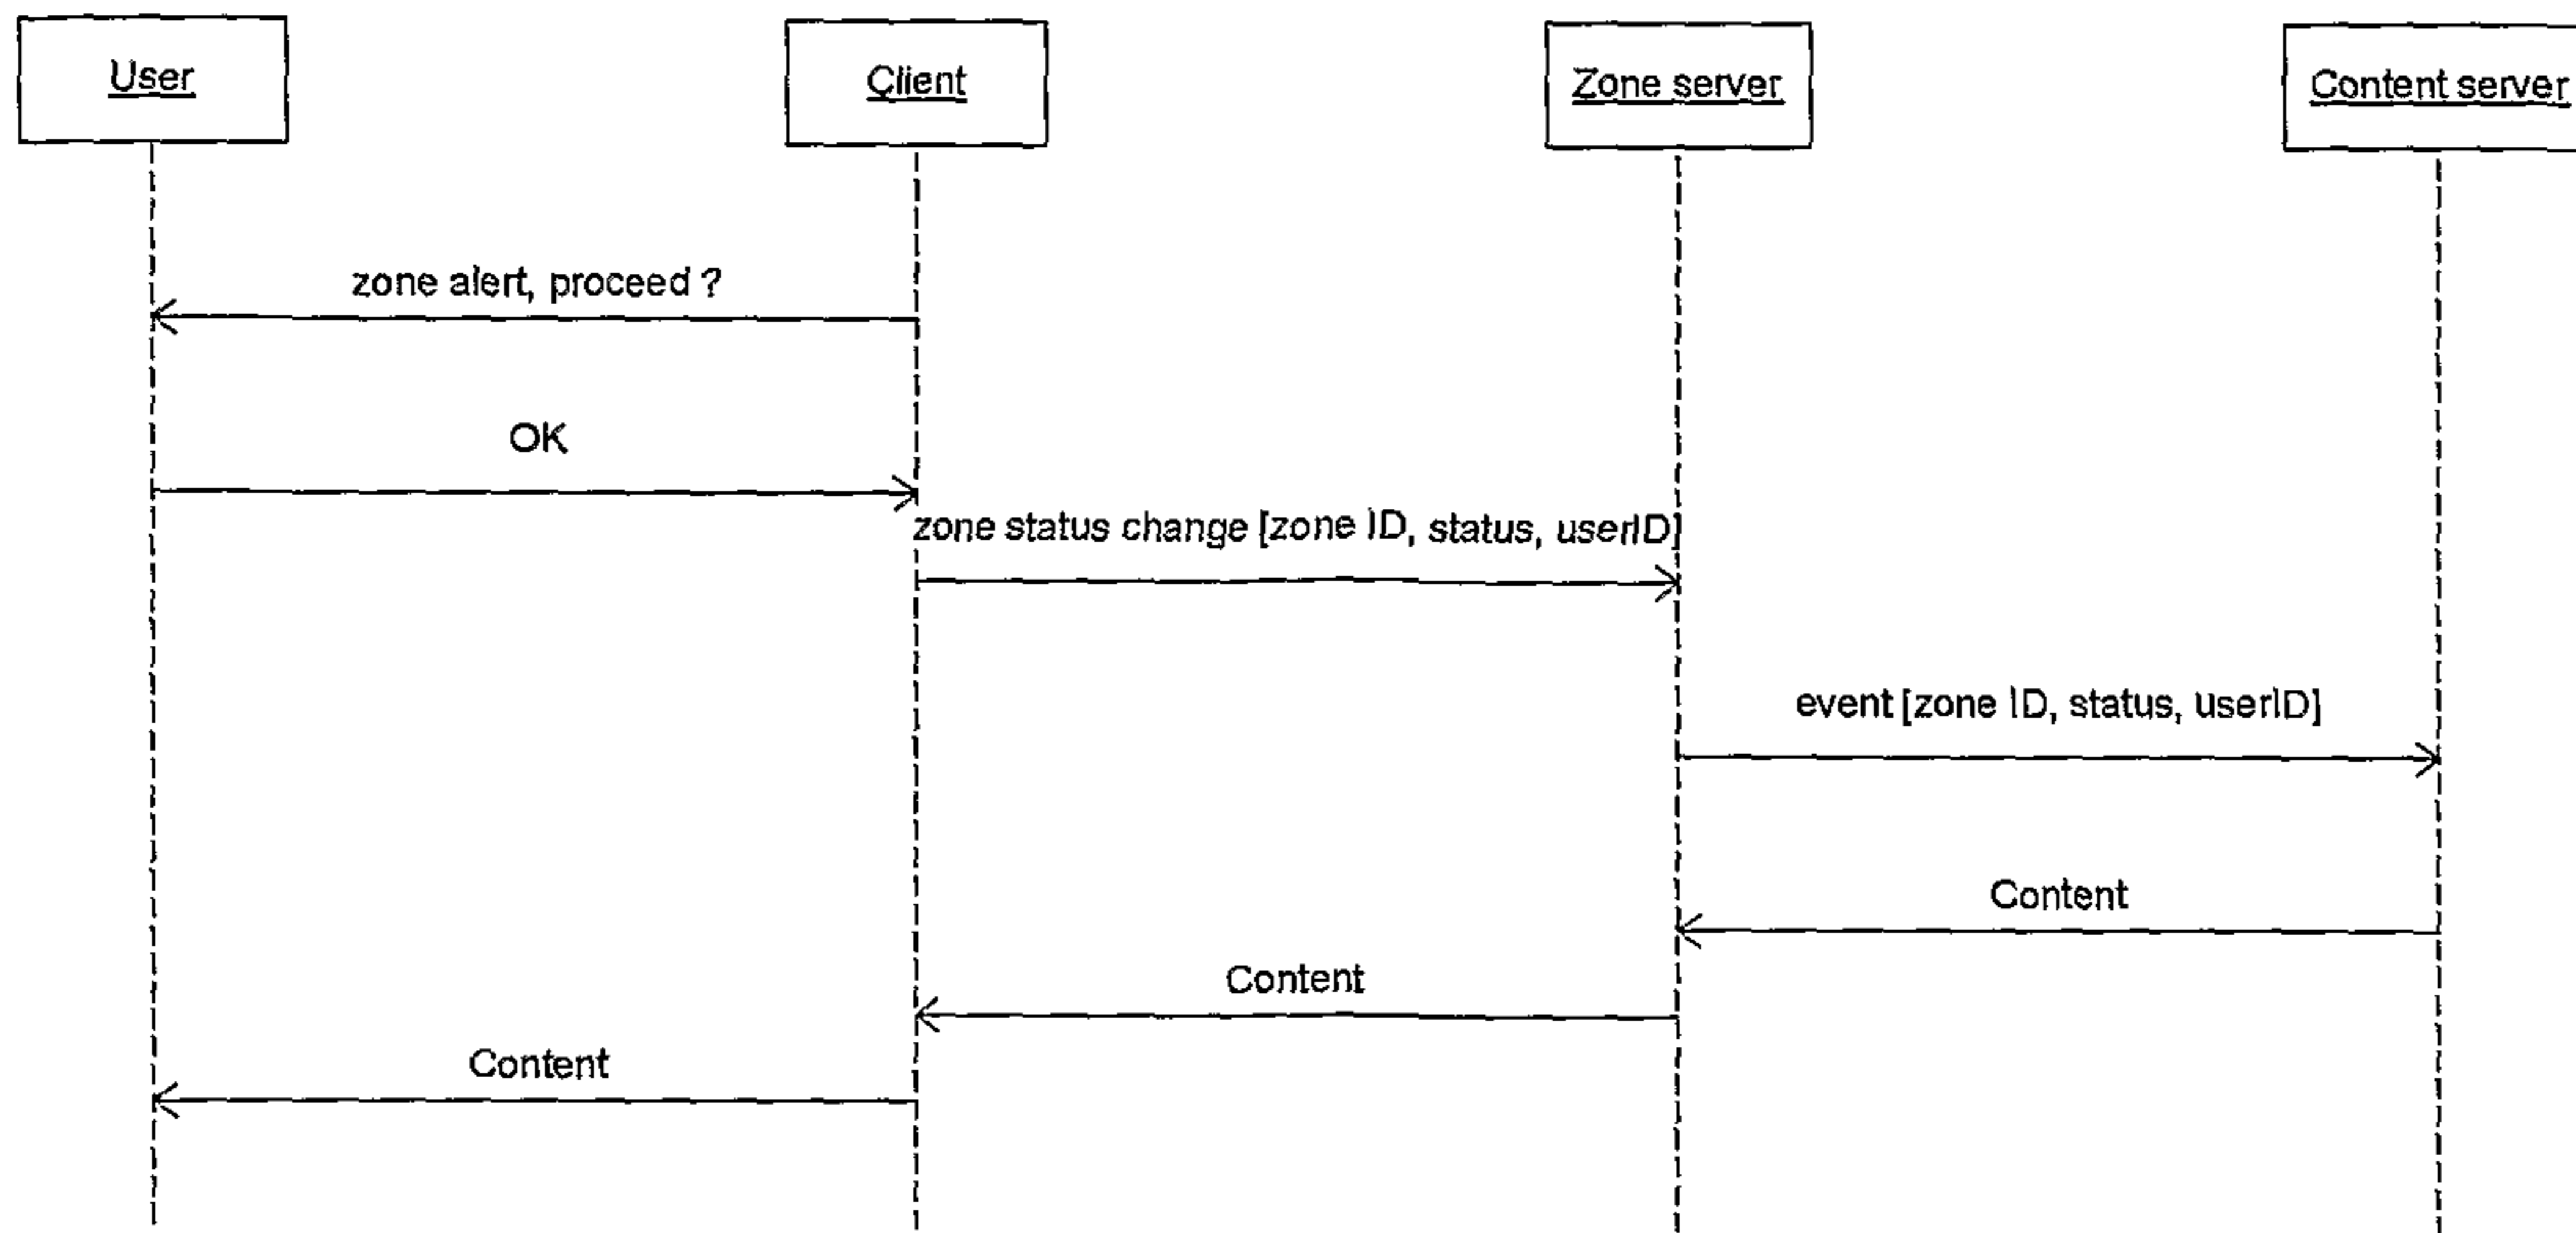 User
Client
Zone server
Content server
zone alert, proceed ?
OK
zone status change [zone ID, status, userID]
event [zone ID, status, userID]
Content
Content
Content